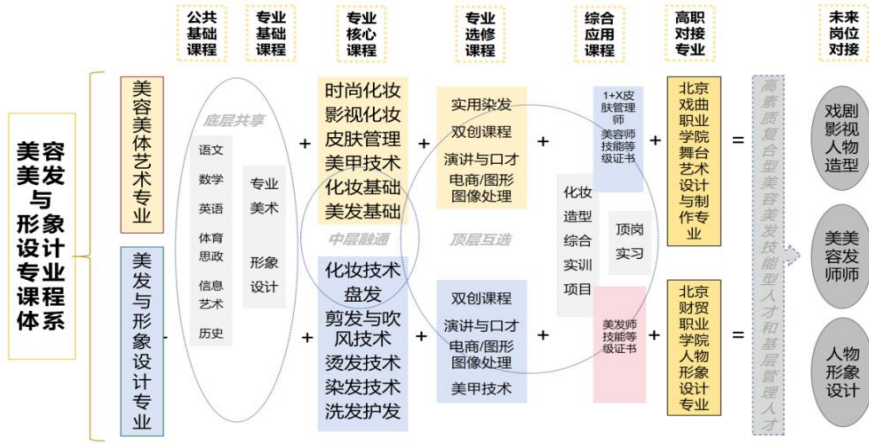 公共
基础
课程
专业
基础
课程
专业
核心
课程
专业
选修
课程
综合
应用
课程
高职
对接
专业
未来
岗位
对接
美容
美发
与形
象设
计专
业课
程体
系
美容美体艺术专业
美发与形象设计专业
底层共享
语文
数学
英语
体育
思政
信息
艺术
历史
专业
美术
形象
设计
+
时尚化妆
影视化妆
皮肤管理
美甲技术
化妆基础
美发基础
中层融通
化妆技术
盘发
剪发与吹
风技术
烫发技术
染发技术
洗发护发
+
+
实用染发
双创课程
演讲与口才
电商/图形
图像处理
顶层互选
双创课程
演讲与口才
电商/图形
图像处理
美甲技术
+
+
+
化妆
造型
综合
实训
项目
1+X皮
肤管理
师
美容师
技能等
级证书
顶岗
实习
美发师
技能等
级证书
+
+
北京
戏曲
职业
学院
舞台
艺术
设计
与制
作专
业
北京
财贸
职业
学院
人物
形象
设计
专业
=
=
高素质复合型美容美发技能型人才和基层管理人才
戏剧
影视
人物
造型
美美
容发
师师
人物
形象
设计